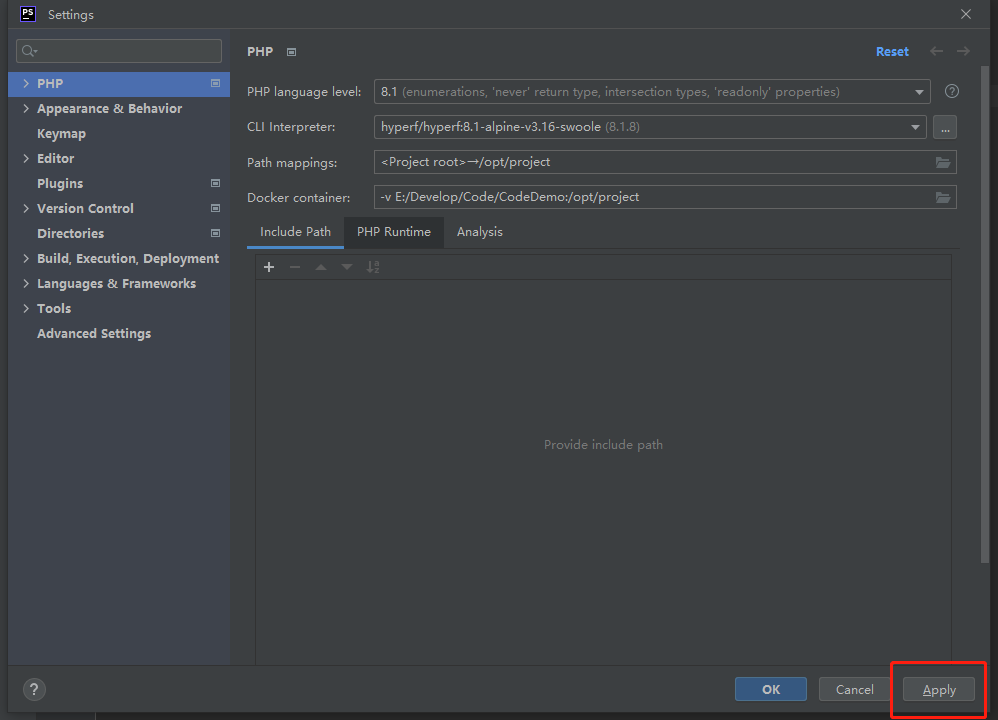 PS Settings
PHP
Reset
PHP
Appearance & Behavior
Keymap
Editor
Plugins
Version Control
Directories
Build, Execution, Deployment
Languages & Frameworks
Tools
Advanced Settings
PHP language level: 8.1 (enumerations, 'never' return type, intersection types, 'readonly' properties) ?
CLI Interpreter: hyperf/hyperf:8.1-alpine-v3.16-swoole (8.1.8) ...
Path mappings: <Project root>→/opt/project
Docker container: -v E:/Develop/Code/CodeDemo:/opt/project
Include Path PHP Runtime Analysis
Provide include path
? OK Cancel Apply